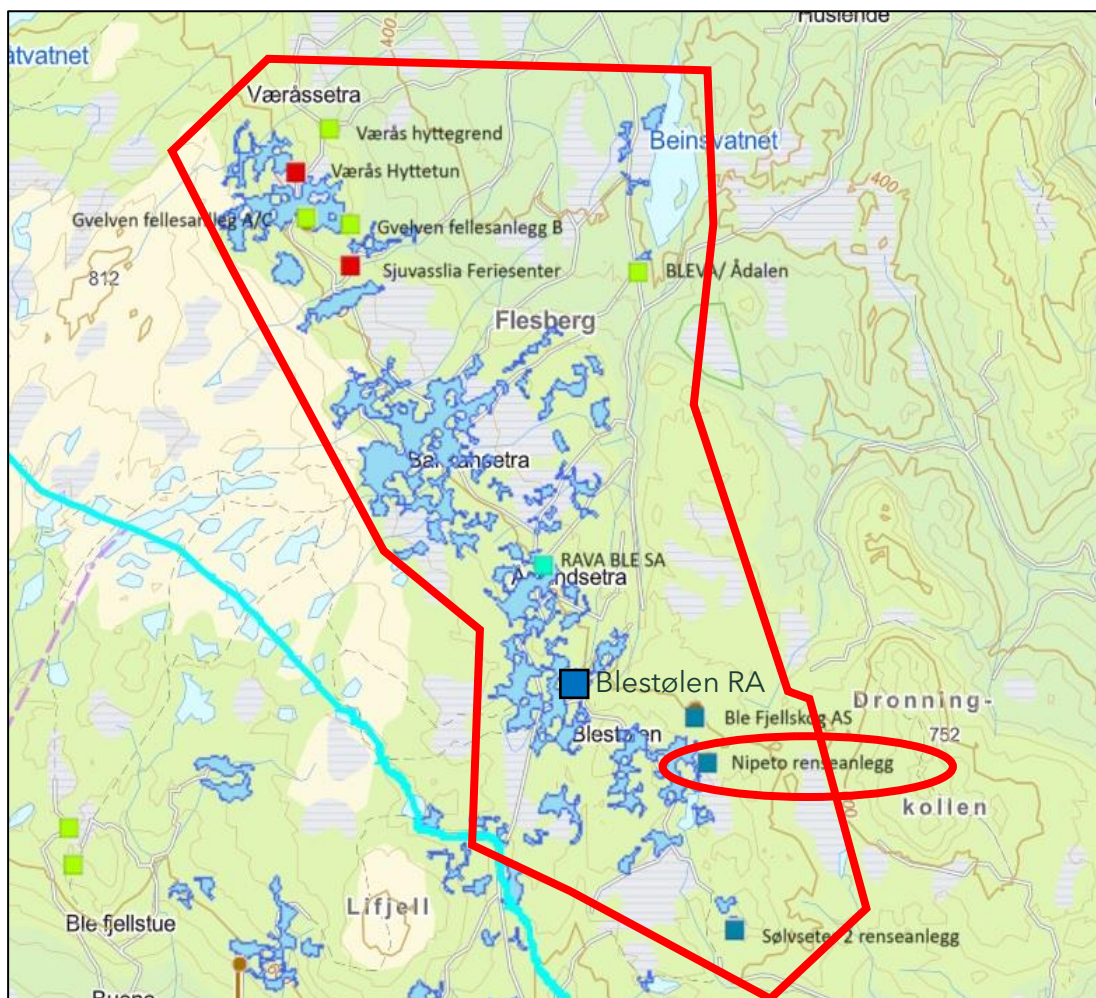 Huslende
400
atvatnet
Væråssetra
Værås hyttegrend
Beinsvatnet
Værås Hyttetun
400
Gvelven fellesanlegg A/C
Gvelven fellesanlegg B
812
Sjuvasslia Feriesenter
BLEVA/ Ådalen
Flesberg
RAVA BLE SA
Blestølen RA
Dronning-
Ble Fjellskog AS
Blestølen
752
Nipeto renseanlegg
kollen
Lifjell
Ble fjellstue
Sølvseter 2 renseanlegg